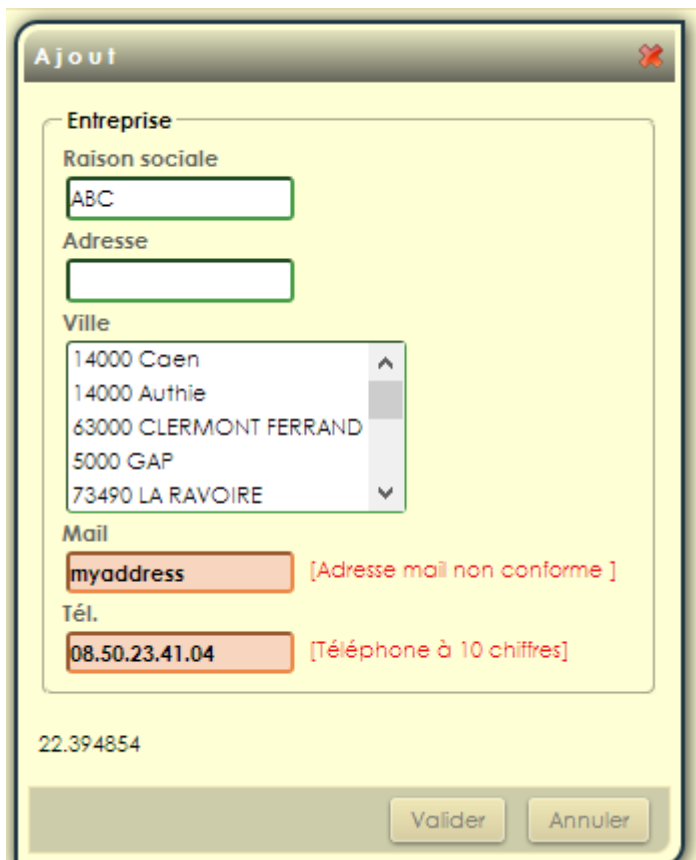 Ajout
Entreprise
Raison sociale
ABC
Adresse
Ville
14000 Caen
14000 Authie
63000 CLERMONT FERRAND
5000 GAP
73490 LA RAVOIRE
Mail
myaddress [Adresse mail non conforme ]
Tél.
08.50.23.41.04 [Téléphone à 10 chiffres]
22.394854
Valider Annuler